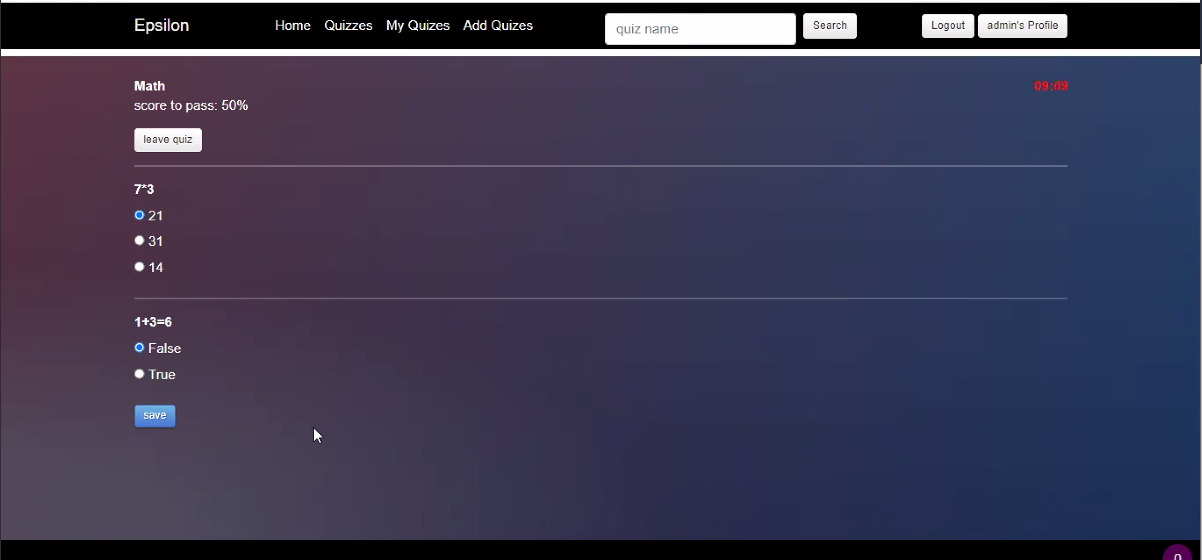 Epsilon Home Quizzes My Quizes Add Quizes quiz name Search Logout admin's Profile
Math 09:09
score to pass: 50%
leave quiz
7*3
21
31
14
1+3=6
False
True
save